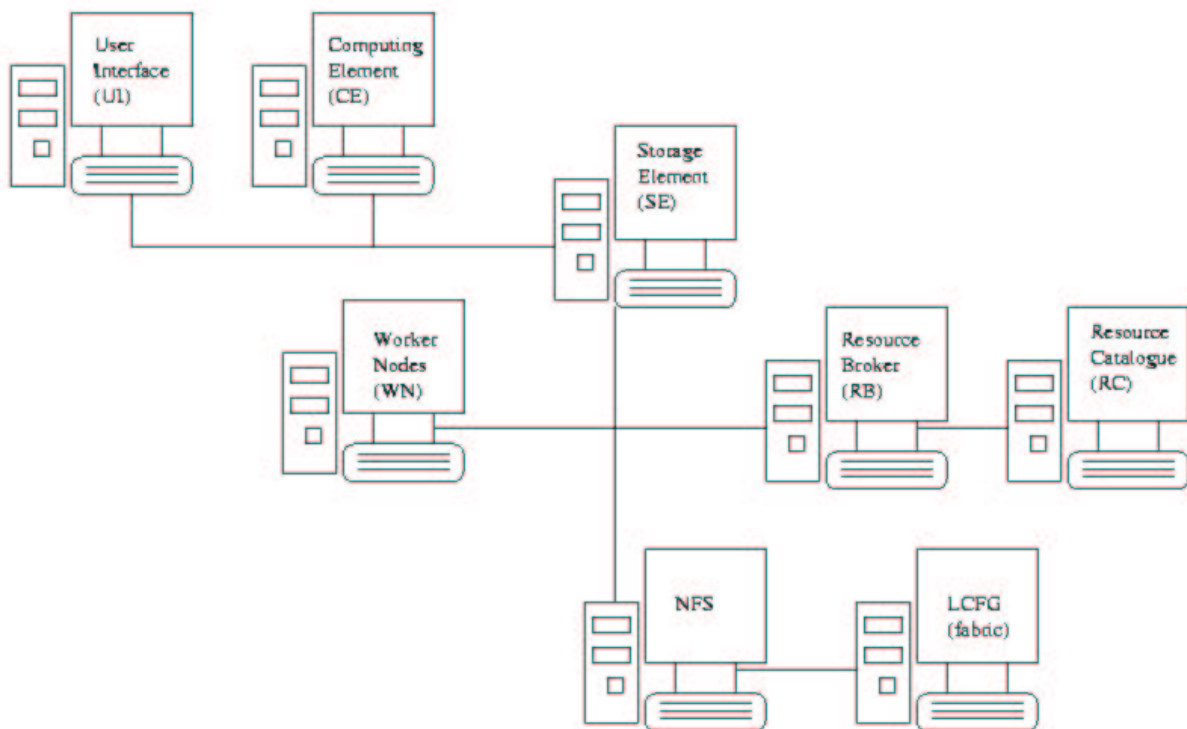 User
Interface
(UI)
Computing
Element
(CE)
Storage
Element
(SE)
Worker
Nodes
(WN)
Resource
Broker
(RB)
Resource
Catalogue
(RC)
NFS
LCFG
(fabric)